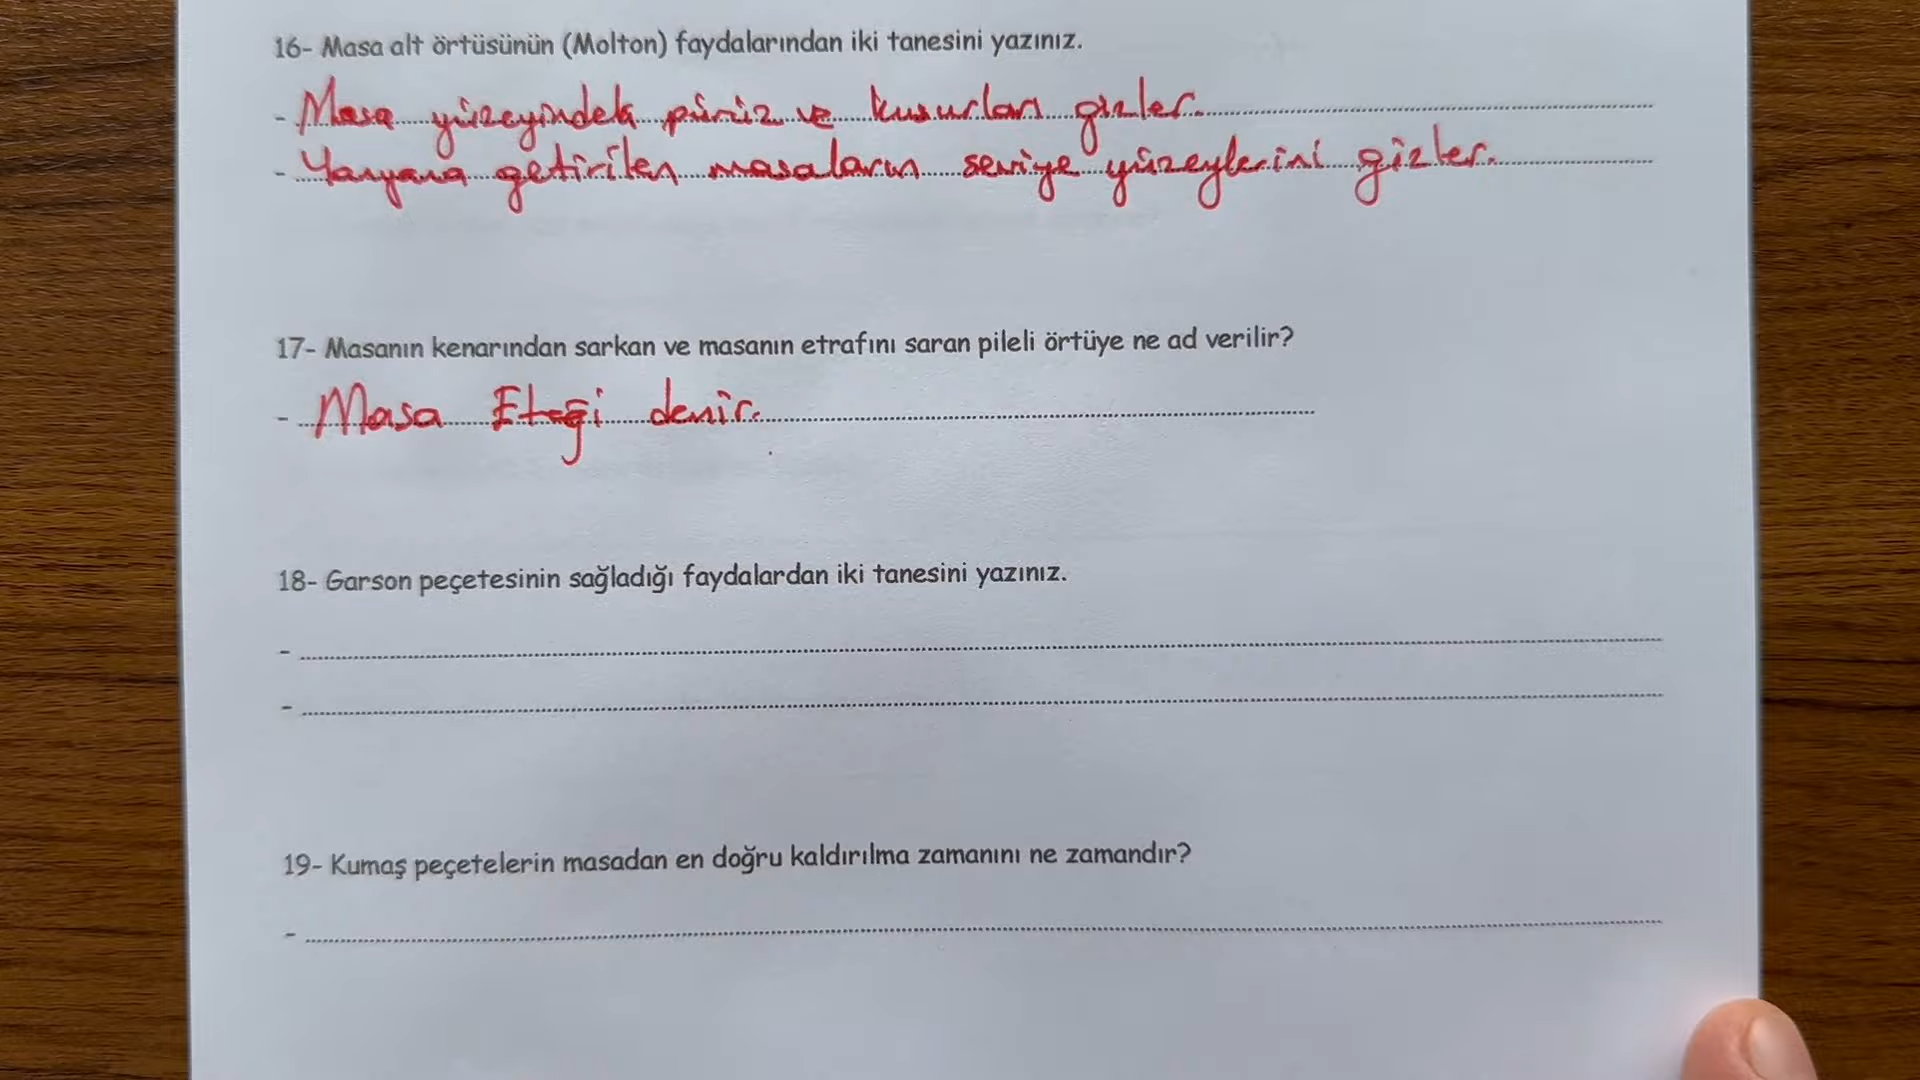 16- Masa alt örtüsünün (Molton) faydalarından iki tanesini yazınız.
- Masa yüzeyindek pürüz ve kusurları gizler.
- Yanyana getirilen masaların seviye yüzeylerini gizler.
17- Masanın kenarından sarkan ve masanın etrafını saran pileli örtüye ne ad verilir?
- Masa Eteği denir.
18- Garson peçetesinin sağladığı faydalardan iki tanesini yazınız.
-
-
19- Kumaş peçetelerin masadan en doğru kaldırılma zamanını ne zamandır?
-